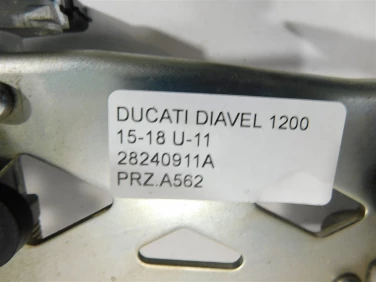 DUCATI DIAVEL 1200
15-18 U-11
28240911A
PRZ.A562